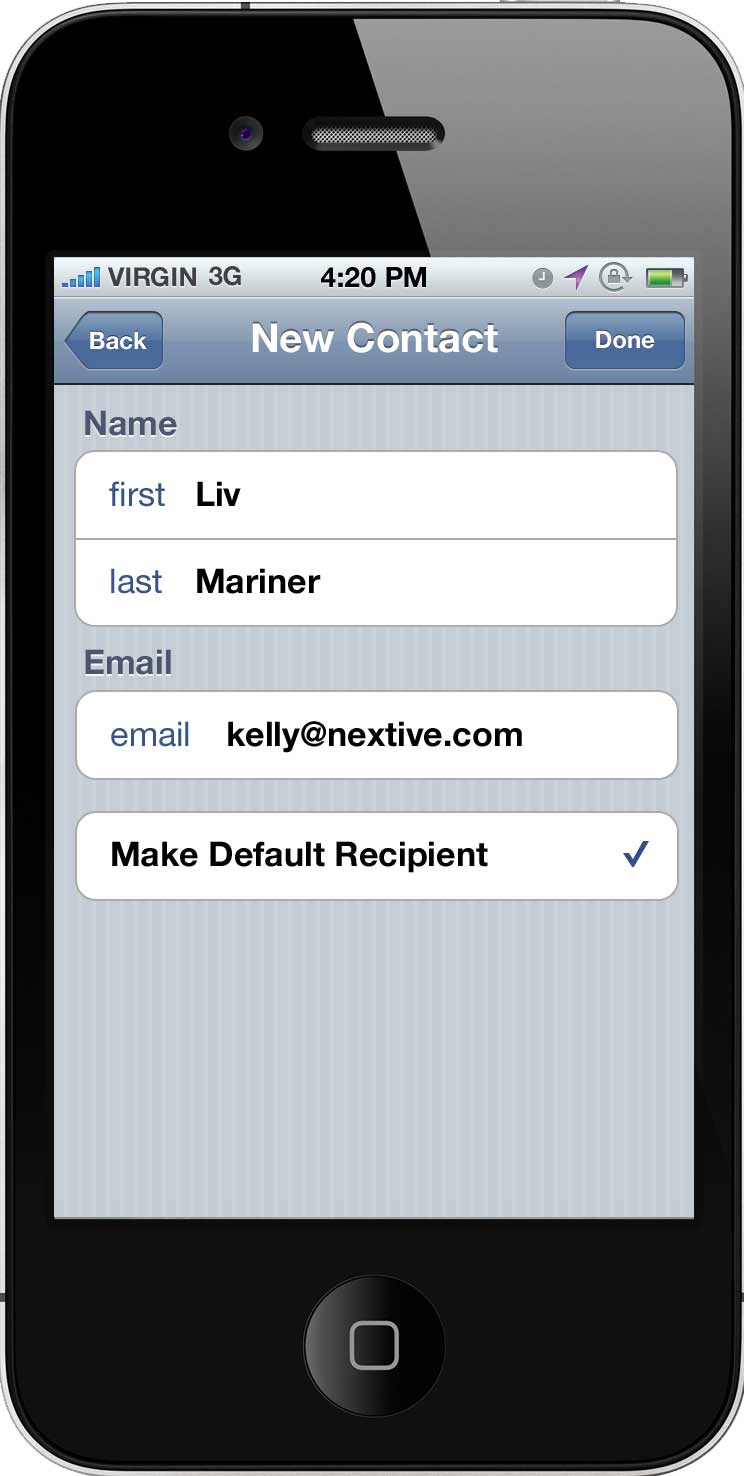 VIRGIN 3G 4:20 PM
Back New Contact Done
Name
first Liv
last Mariner
Email
email kelly@nextive.com
Make Default Recipient